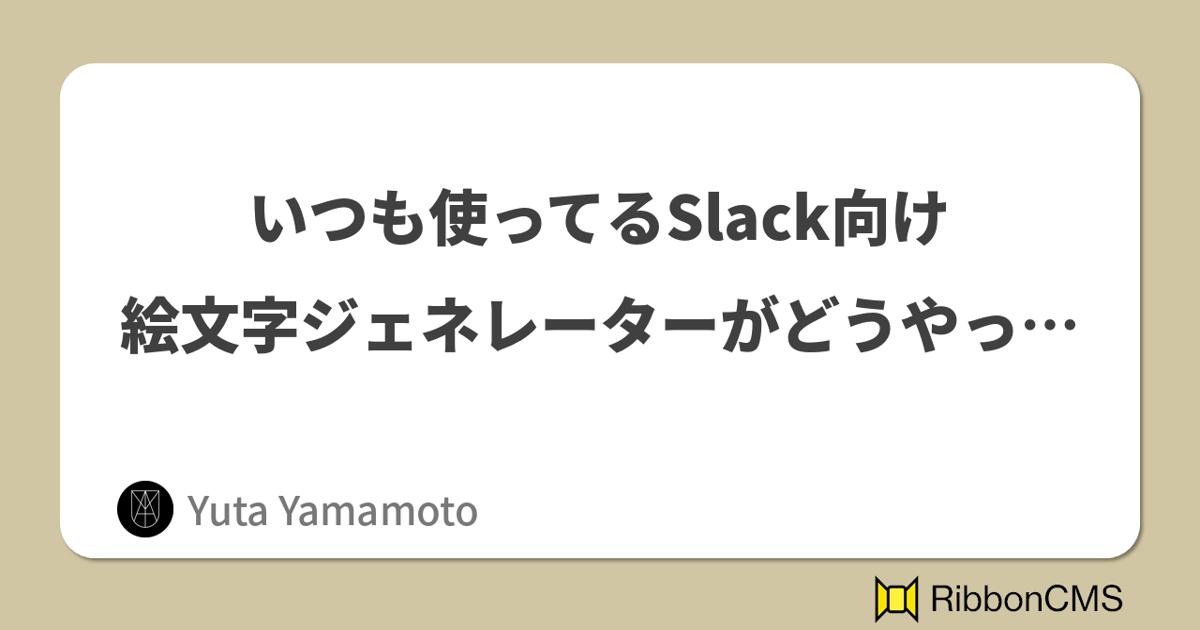 いつも使ってるSlack向け
絵文字ジェネレーターがどうやっ…
Yuta Yamamoto
RibbonCMS